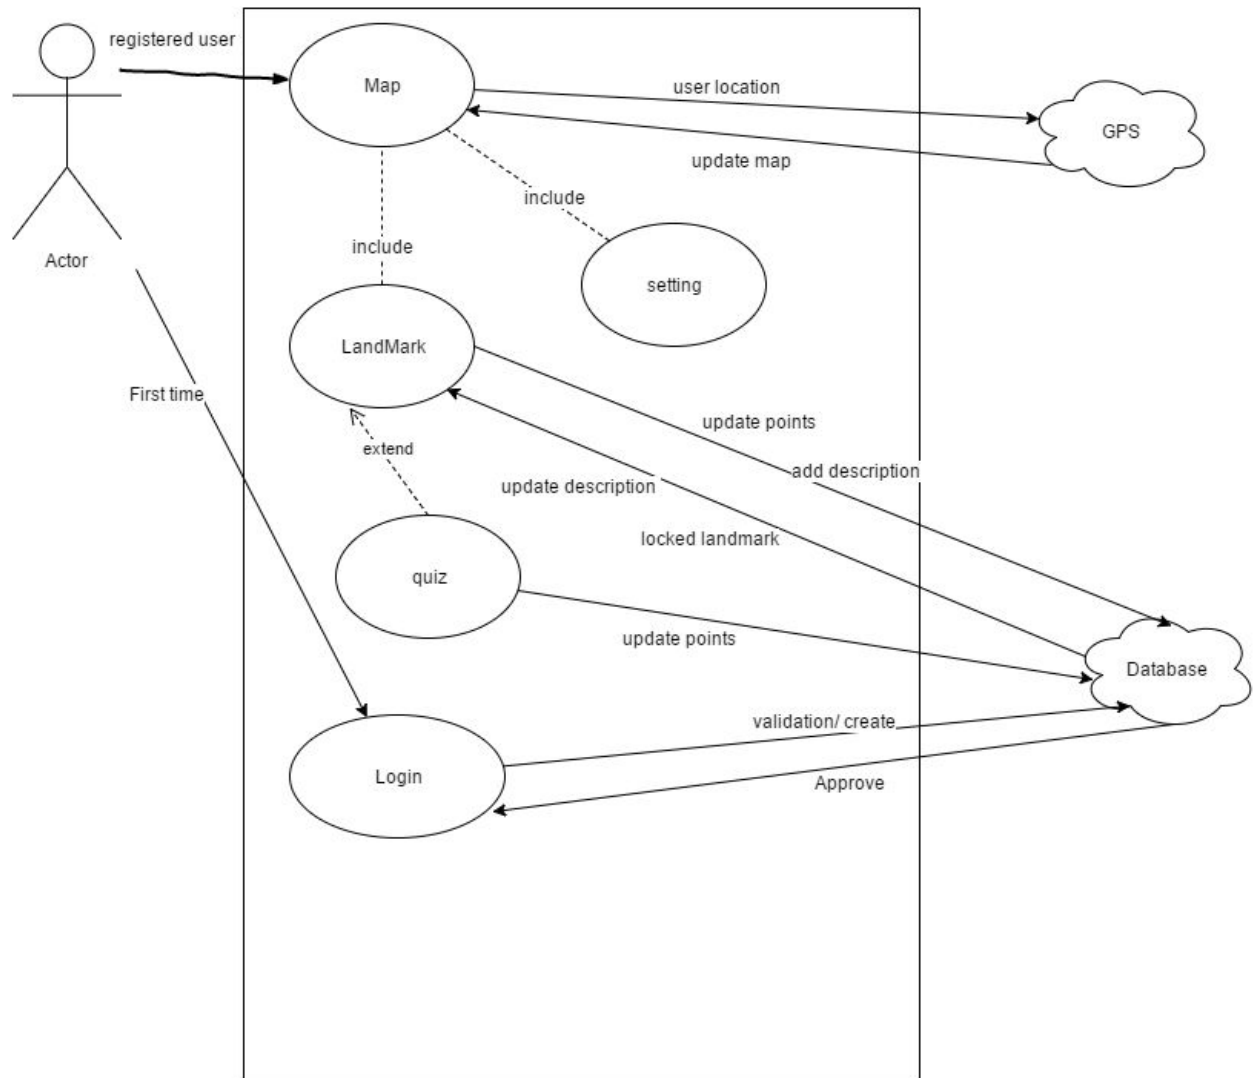 registered user
Map
user location
GPS
update map
include
include
Actor
setting
LandMark
First time
update points
extend
add description
update description
locked landmark
quiz
update points
Database
validation/ create
Login
Approve